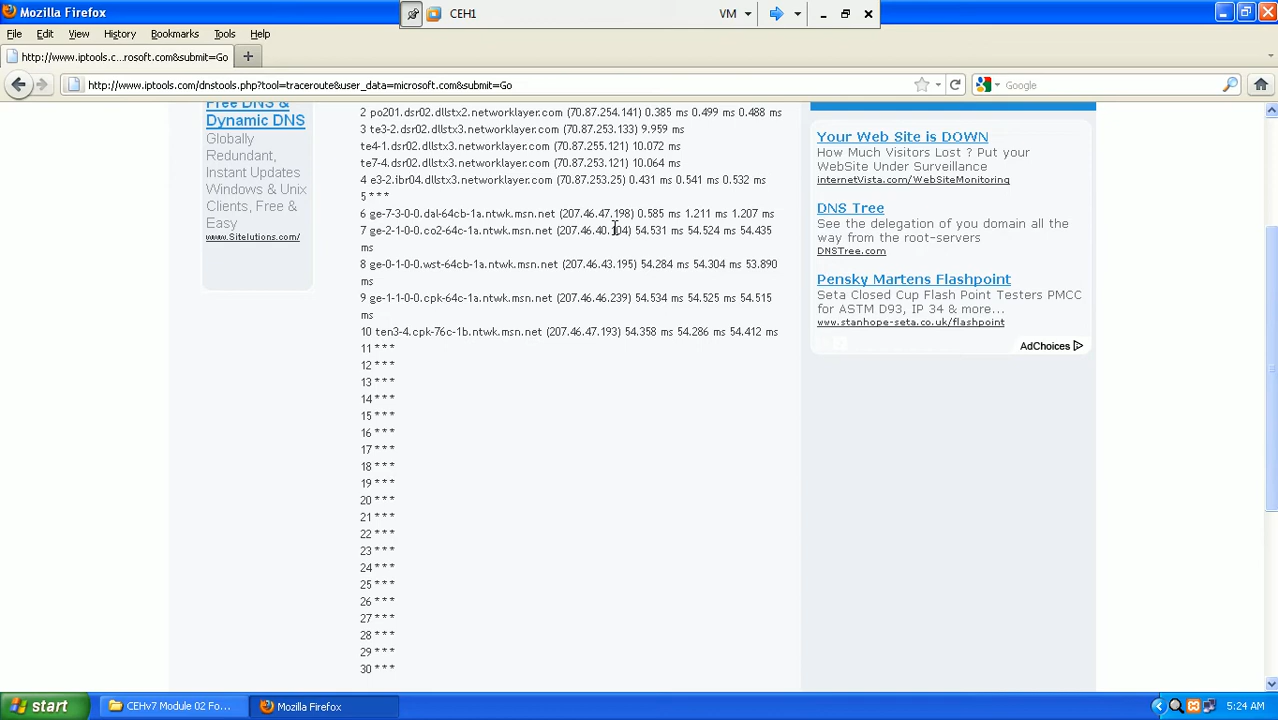 Mozilla Firefox
CEH1
VM
File Edit View History Bookmarks Tools Help
http://www.iptools.c...rosoft.com&submit=Go
http://www.iptools.com/dnstools.php?tool=traceroute&user_data=microsoft.com&submit=Go
Google
Free DNS &
Dynamic DNS
Globally
Redundant,
Instant Updates
Windows & Unix
Clients, Free &
Easy
www.Sitelutions.com/
2 po201.dsr02.dllstx2.networklayer.com (70.87.254.141) 0.385 ms 0.499 ms 0.488 ms
3 te3-2.dsr02.dllstx3.networklayer.com (70.87.253.133) 9.959 ms
te4-1.dsr02.dllstx3.networklayer.com (70.87.255.121) 10.072 ms
te7-4.dsr02.dllstx3.networklayer.com (70.87.253.121) 10.064 ms
4 e3-2.ibr04.dllstx3.networklayer.com (70.87.253.25) 0.431 ms 0.541 ms 0.532 ms
5 * * *
6 ge-7-3-0-0.dal-64cb-1a.ntwk.msn.net (207.46.47.198) 0.585 ms 1.211 ms 1.207 ms
7 ge-2-1-0-0.co2-64c-1a.ntwk.msn.net 54.531 ms 54.524 ms 54.435
ms
8 ge-0-1-0-0.wst-64cb-1a.ntwk.msn.net (207.46.43.195) 54.284 ms 54.304 ms 53.890
ms
9 ge-1-1-0-0.cpk-64c-1a.ntwk.msn.net (207.46.46.239) 54.534 ms 54.525 ms 54.515
ms
10 ten3-4.cpk-76c-1b.ntwk.msn.net (207.46.47.193) 54.358 ms 54.286 ms 54.412 ms
11 * * *
12 * * *
13 * * *
14 * * *
15 * * *
16 * * *
17 * * *
18 * * *
19 * * *
20 * * *
21 * * *
22 * * *
23 * * *
24 * * *
25 * * *
26 * * *
27 * * *
28 * * *
29 * * *
30 * * *
Your Web Site is DOWN
How Much Visitors Lost ? Put your
WebSite Under Surveillance
internetVista.com/WebSiteMonitoring
DNS Tree
See the delegation of your domain all the
way from the root-servers
DNSTree.com
Pensky Martens Flashpoint
Seta Closed Cup Flash Point Testers PMCC
for ASTM D93, IP 34 & more...
www.stanhope-seta.co.uk/flashpoint
AdChoices
start
CEHv7 Module 02 Fo...
Mozilla Firefox
5:24 AM